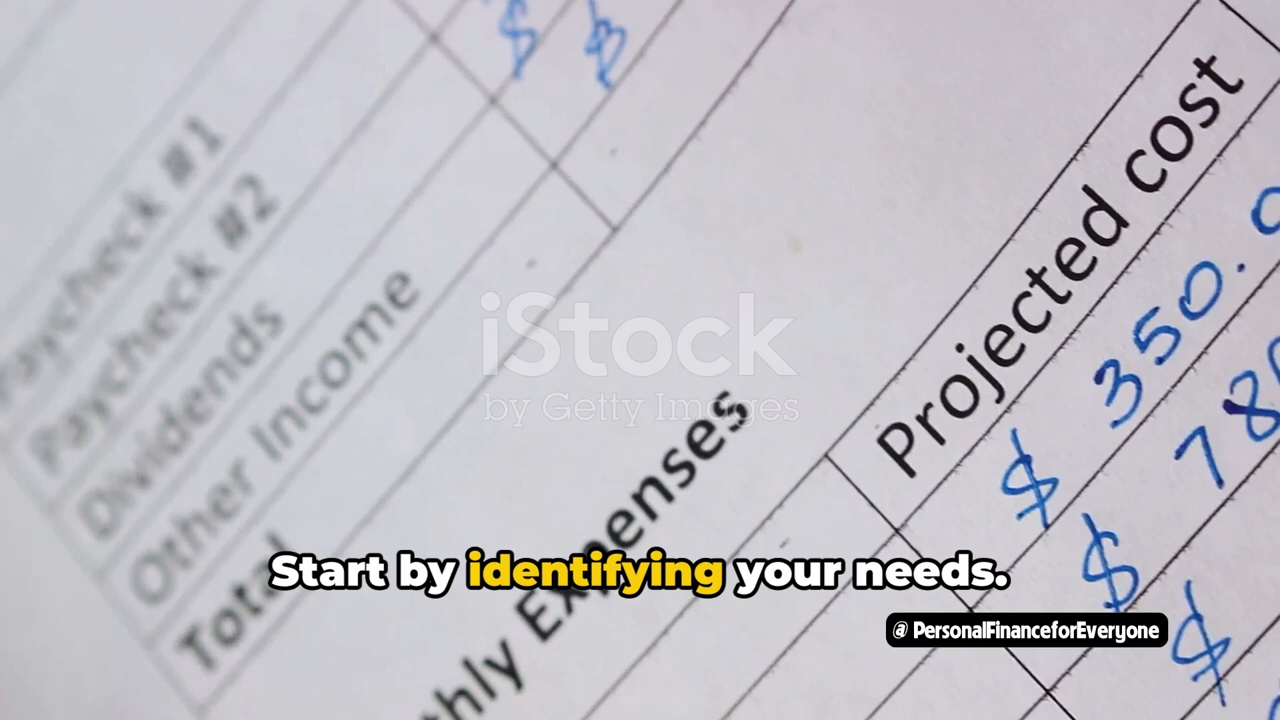 $ $
Paycheck #1
Paycheck #2
Dividends
Other Income
Total
Projected cost
$ 350.
$ 78
$
iStock
by Getty Images
thly Expenses
Start by identifying your needs.
@ PersonalFinanceforEveryone